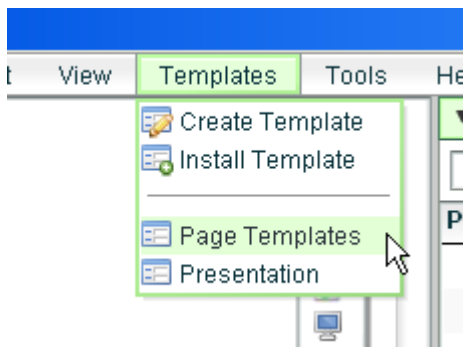 View Templates Tools
Create Template
Install Template
Page Templates
Presentation